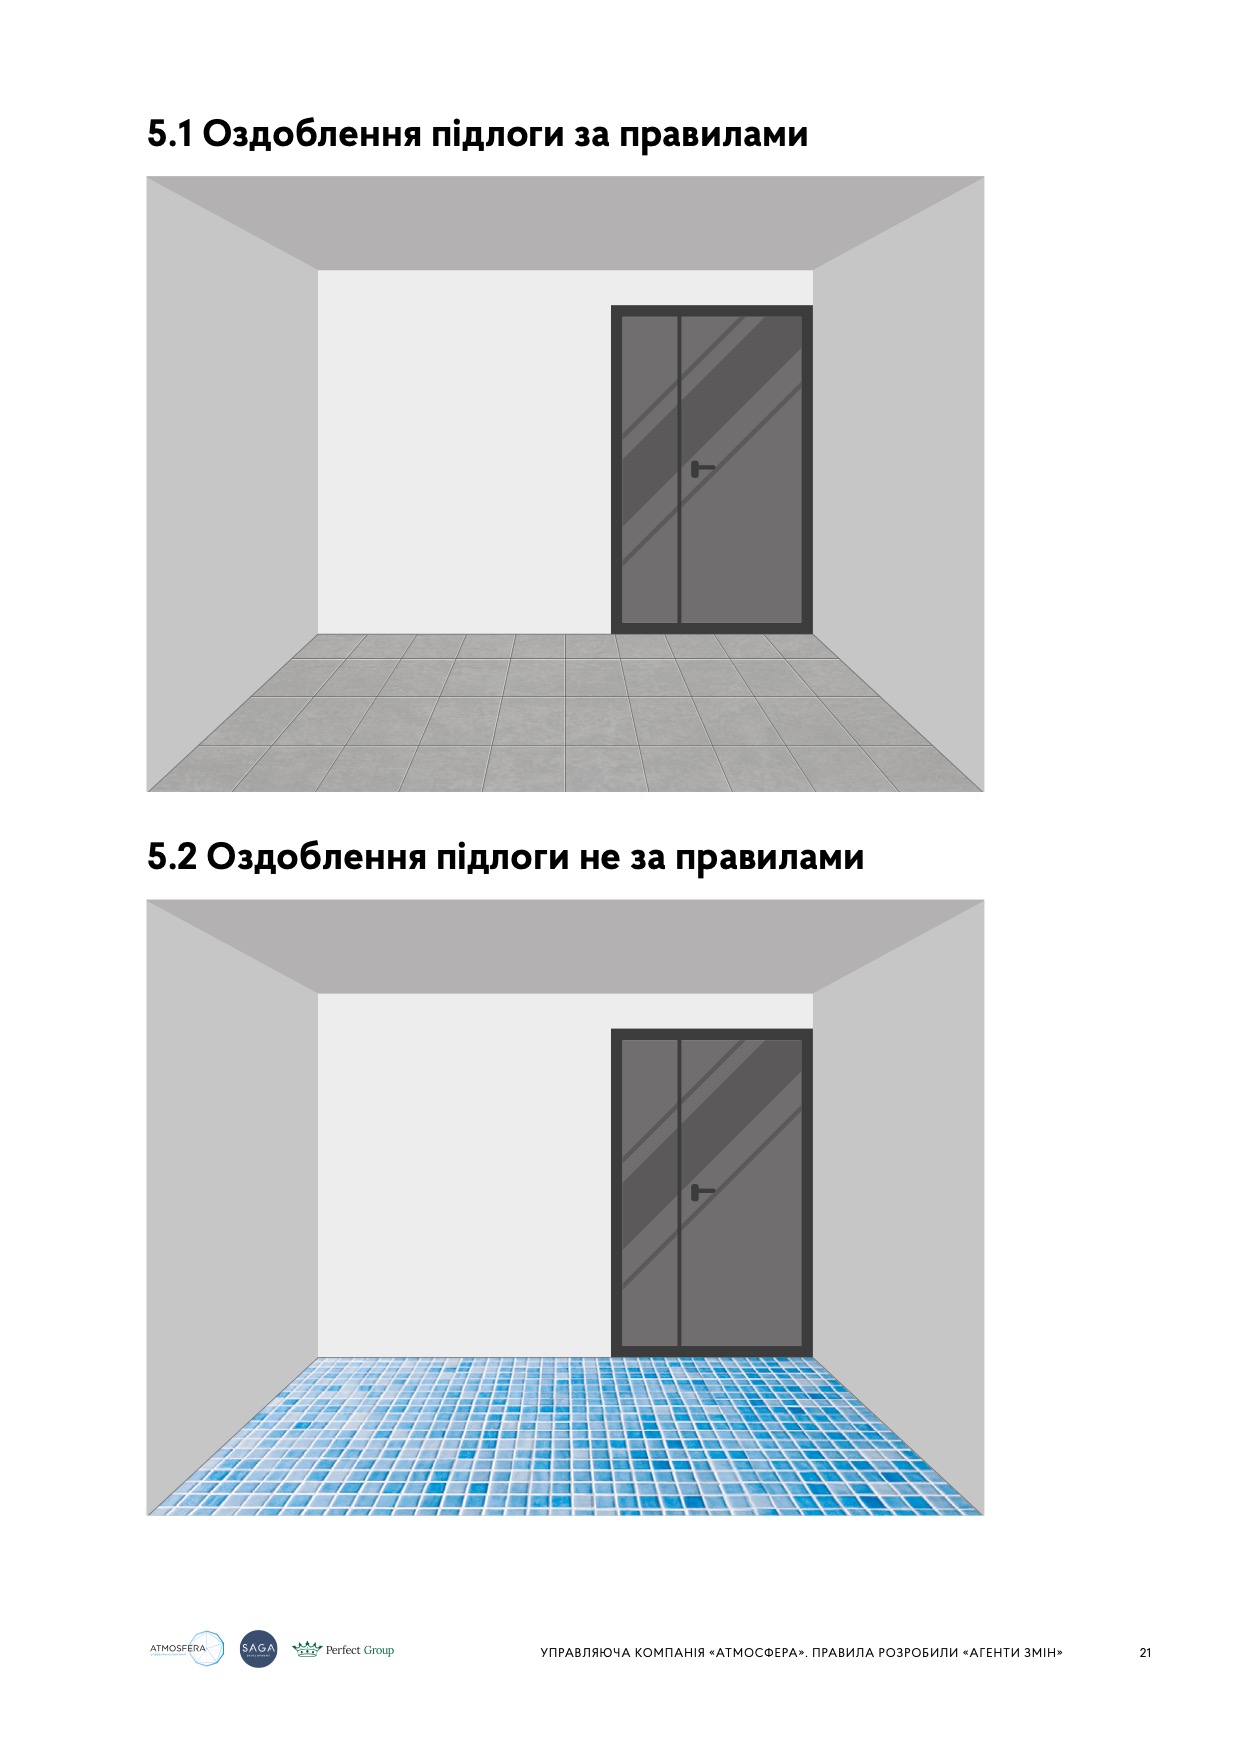 5.1 Оздоблення підлоги за правилами
5.2 Оздоблення підлоги не за правилами
ATMOSFERA
SAGA
DEVELOPMENT
Perfect Group
УПРАВЛЯЮЧА КОМПАНІЯ «АТМОСФЕРА». ПРАВИЛА РОЗРОБИЛИ «АГЕНТИ ЗМІН»
21